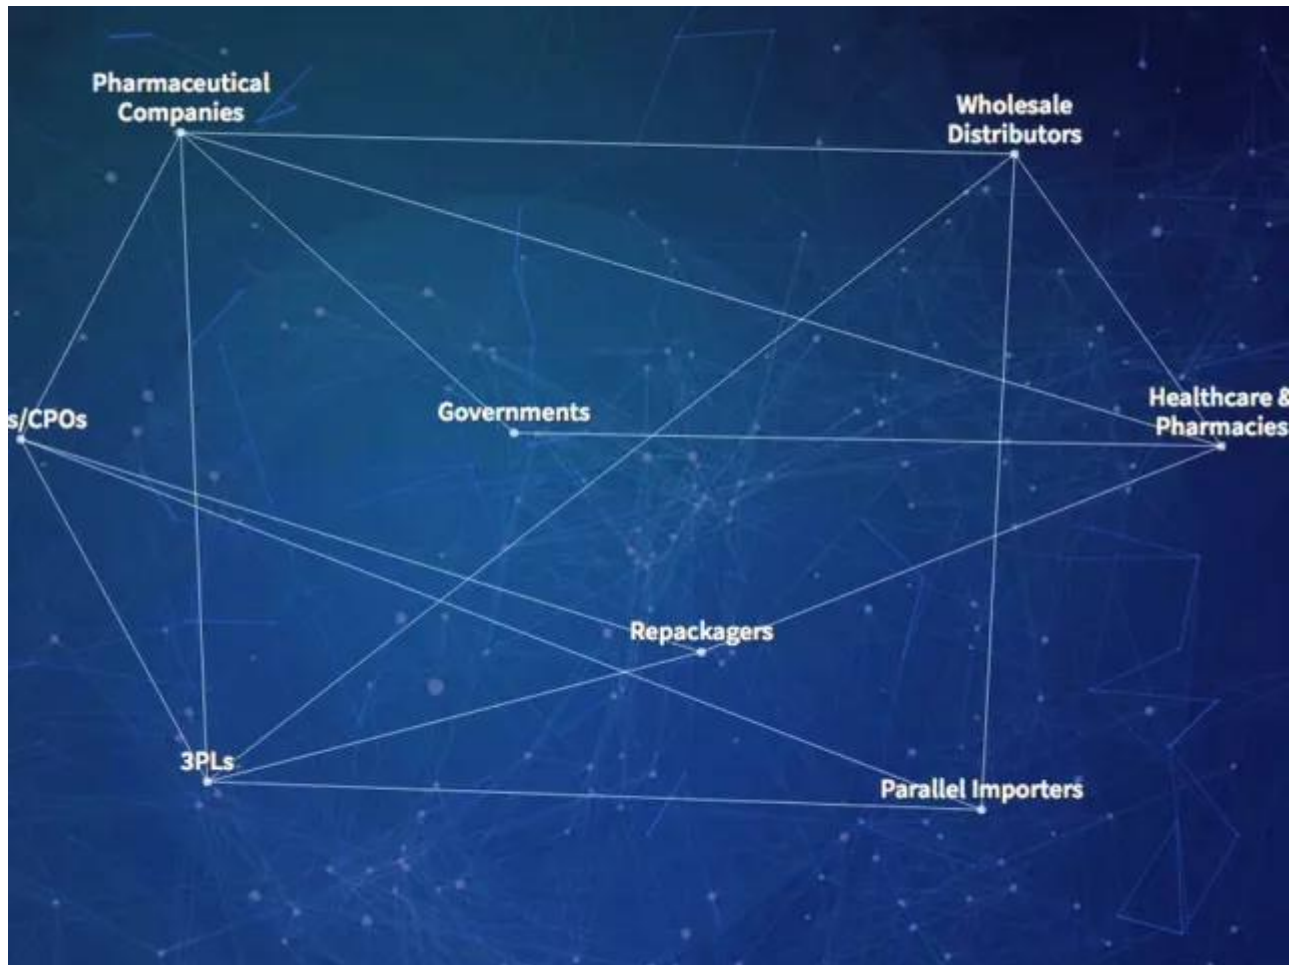 Pharmaceutical
Companies
Wholesale
Distributors
s/CPOs
Governments
Healthcare &
Pharmacies
Repackagers
3PLs
Parallel Importers